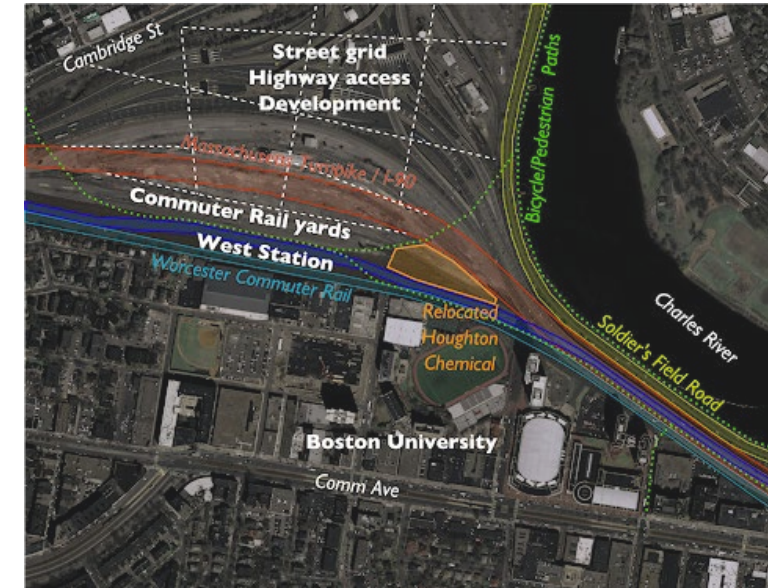 Cambridge St
Street grid
Highway access
Development
Bicycle/Pedestrian Paths
Massachusetts Turnpike / I-90
Commuter Rail yards
West Station
Worcester Commuter Rail
Relocated
Houghton
Chemical
Charles River
Soldier's Field Road
Boston University
Comm Ave